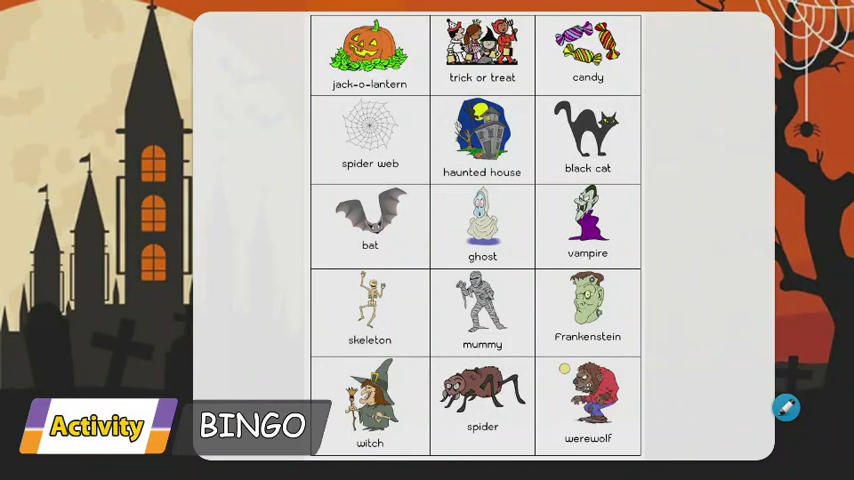 jack-o-lantern
trick or treat
candy
spider web
haunted house
black cat
bat
ghost
vampire
skeleton
mummy
Frankenstein
witch
spider
werewolf
Activity
BINGO